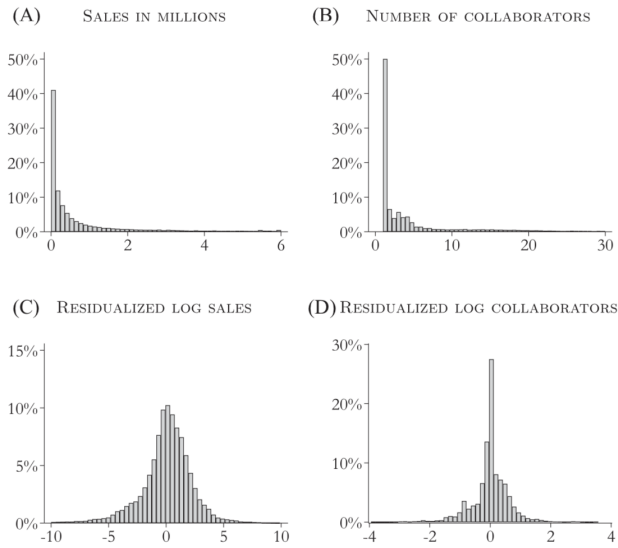 (A) SALES IN MILLIONS
50%
40%
30%
20%
10%
0%
0 2 4 6
(B) NUMBER OF COLLABORATORS
50%
40%
30%
20%
10%
0%
0 10 20 30
(C) RESIDUALIZED LOG SALES
15%
10%
5%
0%
-10 -5 0 5 10
(D) RESIDUALIZED LOG COLLABORATORS
30%
20%
10%
0%
-4 -2 0 2 4